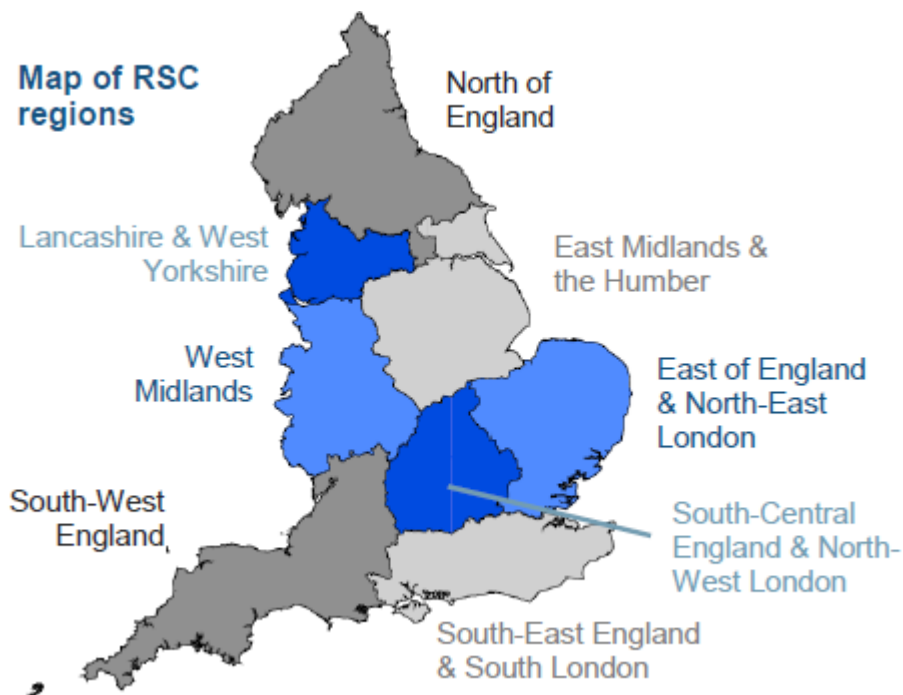 Map of RSC
regions
North of
England
Lancashire & West
Yorkshire
East Midlands &
the Humber
West
Midlands
East of England
& North-East
London
South-West
England
South-Central
England & North-
West London
South-East England
& South London